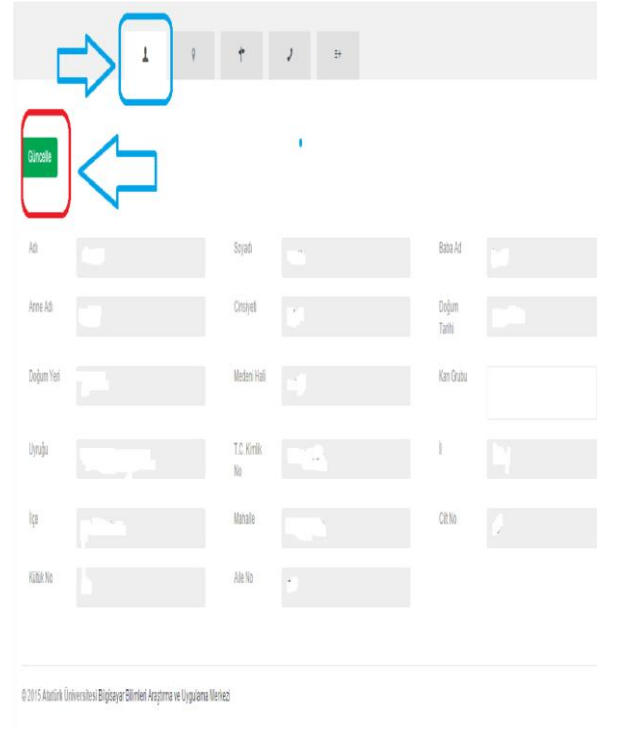 Güncelle
Adı Soyadı Baba Ad
Anne Adı Cinsiyeti Doğum
Tarihi
Doğum Yeri Medeni Hali Kan Grubu
Uyruğu T.C. Kimlik İl
No
İlçe Mahalle Cilt No
Kütük No Aile No
© 2015 Atatürk Üniversitesi Bilgisayar Bilimleri Araştırma ve Uygulama Merkezi